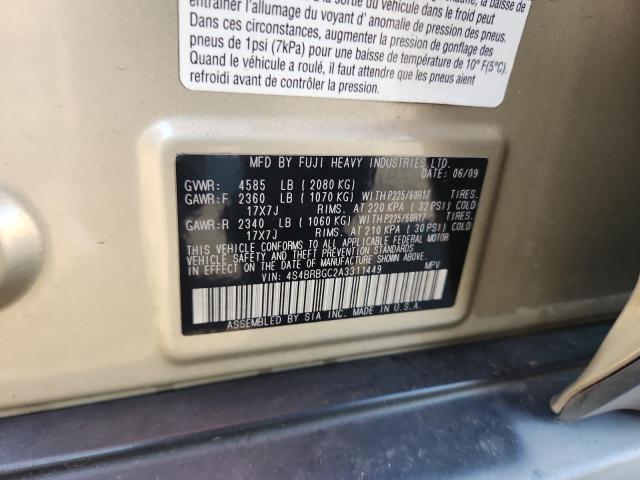 entraîner l'allumage du voyant d' anomalie de pression des pneus.
Dans ces circonstances, augmenter la pression de gonflage des
pneus de 1psi (7kPa) pour une baisse de température de 10° F(5°C).
Quand le véhicule a roulé, il faut attendre que les pneus aient
refroidi avant de contrôler la pression.
MFD BY FUJI HEAVY INDUSTRIES LTD.
DATE: 06/09
GVWR: 4585 LB ( 2080 KG)
GAWR:F 2360 LB ( 1070 KG) WITH P225/60R17 TIRES.
17X7J RIMS. AT 220 KPA ( 32 PSI) COLD
GAWR:R 2340 LB ( 1060 KG) WITH P225/60R17 TIRES.
17X7J RIMS. AT 210 KPA ( 30 PSI) COLD
THIS VEHICLE CONFORMS TO ALL APPLICABLE FEDERAL MOTOR
VEHICLE SAFETY AND THEFT PREVENTION STANDARDS
IN EFFECT ON THE DATE OF MANUFACTURE SHOWN ABOVE.
VIN: 4S4BRBGC2A3311449 MPV
ASSEMBLED BY SIA INC. MADE IN U.S.A.